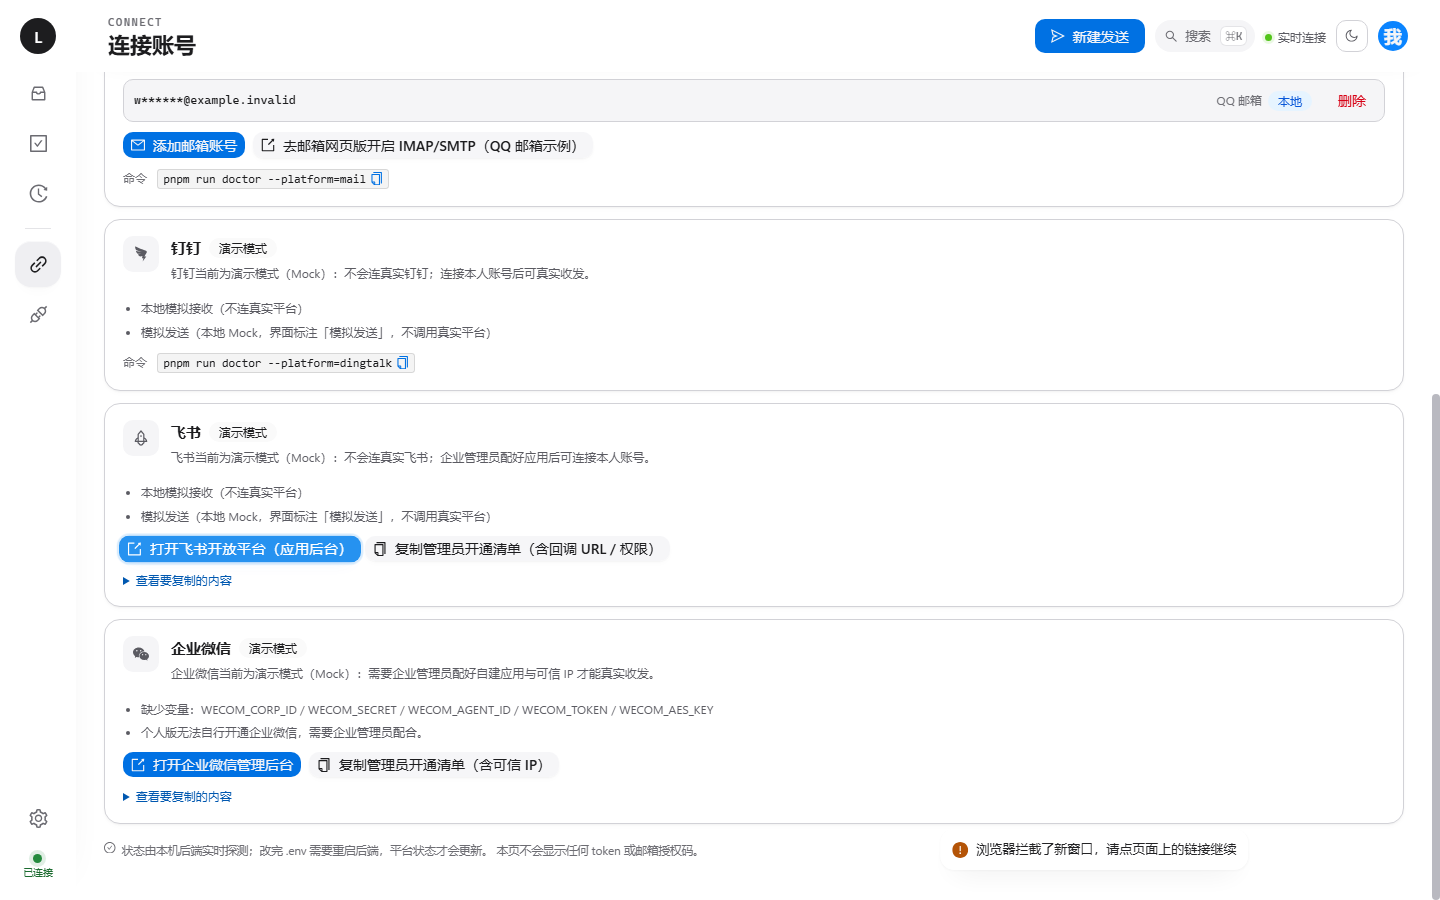 L
CONNECT
连接账号
新建发送
搜索 ⌘K
实时连接
我
w******@example.invalid
QQ 邮箱 本地 删除
添加邮箱账号
去邮箱网页版开启 IMAP/SMTP（QQ 邮箱示例）
命令 pnpm run doctor --platform=mail
钉钉 演示模式
钉钉当前为演示模式（Mock）：不会连真实钉钉；连接本人账号后可真实收发。
本地模拟接收（不连真实平台）
模拟发送（本地 Mock，界面标注「模拟发送」，不调用真实平台）
命令 pnpm run doctor --platform=dingtalk
飞书 演示模式
飞书当前为演示模式（Mock）：不会连真实飞书；企业管理员配好应用后可连接本人账号。
本地模拟接收（不连真实平台）
模拟发送（本地 Mock，界面标注「模拟发送」，不调用真实平台）
打开飞书开放平台（应用后台）
复制管理员开通清单（含回调 URL / 权限）
查看要复制的内容
企业微信 演示模式
企业微信当前为演示模式（Mock）：需要企业管理员配好自建应用与可信 IP 才能真实收发。
缺少变量：WECOM_CORP_ID / WECOM_SECRET / WECOM_AGENT_ID / WECOM_TOKEN / WECOM_AES_KEY
个人版无法自行开通企业微信，需要企业管理员配合。
打开企业微信管理后台
复制管理员开通清单（含可信 IP）
查看要复制的内容
状态由本机后端实时探测；改完 .env 需要重启后端，平台状态才会更新。 本页不会显示任何 token 或邮箱授权码。
浏览器拦截了新窗口，请点页面上的链接继续
已连接